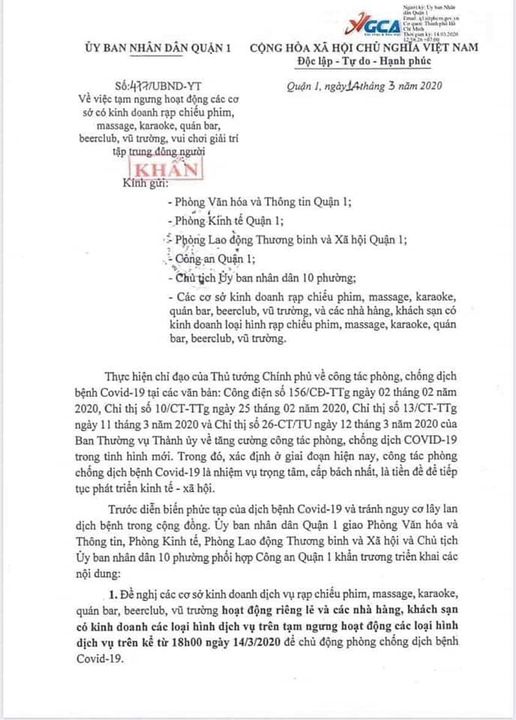 Người ký: Ủy ban Nhân dân Quận 1
Thời gian ký: 14.03.2020
NGCA
ỦY BAN NHÂN DÂN QUẬN 1
CỘNG HÒA XÃ HỘI CHỦ NGHĨA VIỆT NAM
Độc lập - Tự do - Hạnh phúc
Số:477/UBND-YT
Quận 1, ngày14tháng 3 năm 2020
Về việc tạm ngưng hoạt động các cơ
sở có kinh doanh rạp chiếu phim,
massage, karaoke, quán bar,
beerclub, vũ trường, vui chơi giải trí
tập trung đông người
KHẨN
Kính gửi:
- Phòng Văn hóa và Thông tin Quận 1;
- Phòng Kinh tế Quận 1;
- Phòng Lao động Thương binh và Xã hội Quận 1;
- Công an Quận 1;
- Chủ tịch Ủy ban nhân dân 10 phường;
- Các cơ sở kinh doanh rạp chiếu phim, massage, karaoke,
quán bar, beerclub, vũ trường, và các nhà hàng, khách sạn có
kinh doanh loại hình rạp chiếu phim, massage, karaoke, quán
bar, beerclub, vũ trường.
Thực hiện chỉ đạo của Thủ tướng Chính phủ về công tác phòng, chống dịch
bệnh Covid-19 tại các văn bản: Công điện số 156/CĐ-TTg ngày 02 tháng 02 năm
2020, Chỉ thị số 10/CT-TTg ngày 25 tháng 02 năm 2020, Chỉ thị số 13/CT-TTg
ngày 11 tháng 3 năm 2020 và Chỉ thị số 26-CT/TU ngày 12 tháng 3 năm 2020 của
Ban Thường vụ Thành ủy về tăng cường công tác phòng, chống dịch COVID-19
trong tình hình mới. Trong đó, xác định ở giai đoạn hiện nay, công tác phòng
chống dịch bệnh Covid-19 là nhiệm vụ trọng tâm, cấp bách nhất, là tiền đề để tiếp
tục phát triển kinh tế - xã hội.
Trước diễn biến phức tạp của dịch bệnh Covid-19 và tránh nguy cơ lây lan
dịch bệnh trong cộng đồng. Ủy ban nhân dân Quận 1 giao Phòng Văn hóa và
Thông tin, Phòng Kinh tế, Phòng Lao động Thương binh và Xã hội và Chủ tịch
Ủy ban nhân dân 10 phường phối hợp Công an Quận 1 khẩn trương triển khai các
nội dung:
1. Đề nghị các cơ sở kinh doanh dịch vụ rạp chiếu phim, massage, karaoke,
quán bar, beerclub, vũ trường hoạt động riêng lẻ và các nhà hàng, khách sạn
có kinh doanh các loại hình dịch vụ trên tạm ngưng hoạt động các loại hình
dịch vụ trên kể từ 18h00 ngày 14/3/2020 để chủ động phòng chống dịch bệnh
Covid-19.